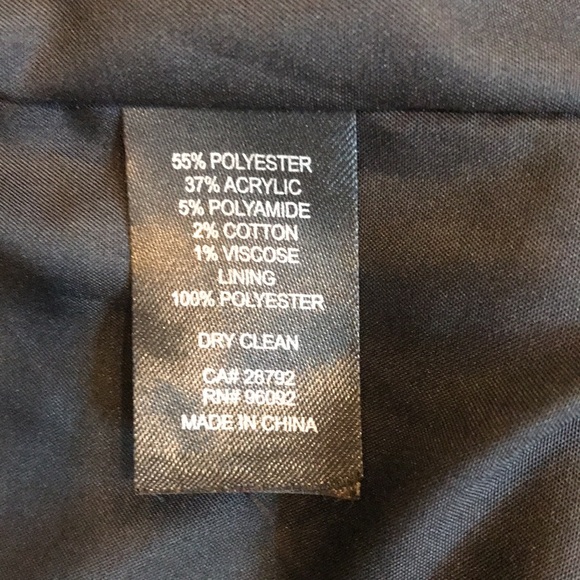 55% POLYESTER
37% ACRYLIC
5% POLYAMIDE
2% COTTON
1% VISCOSE
LINING
100% POLYESTER
DRY CLEAN
CA# 28792
RN# 96092
MADE IN CHINA